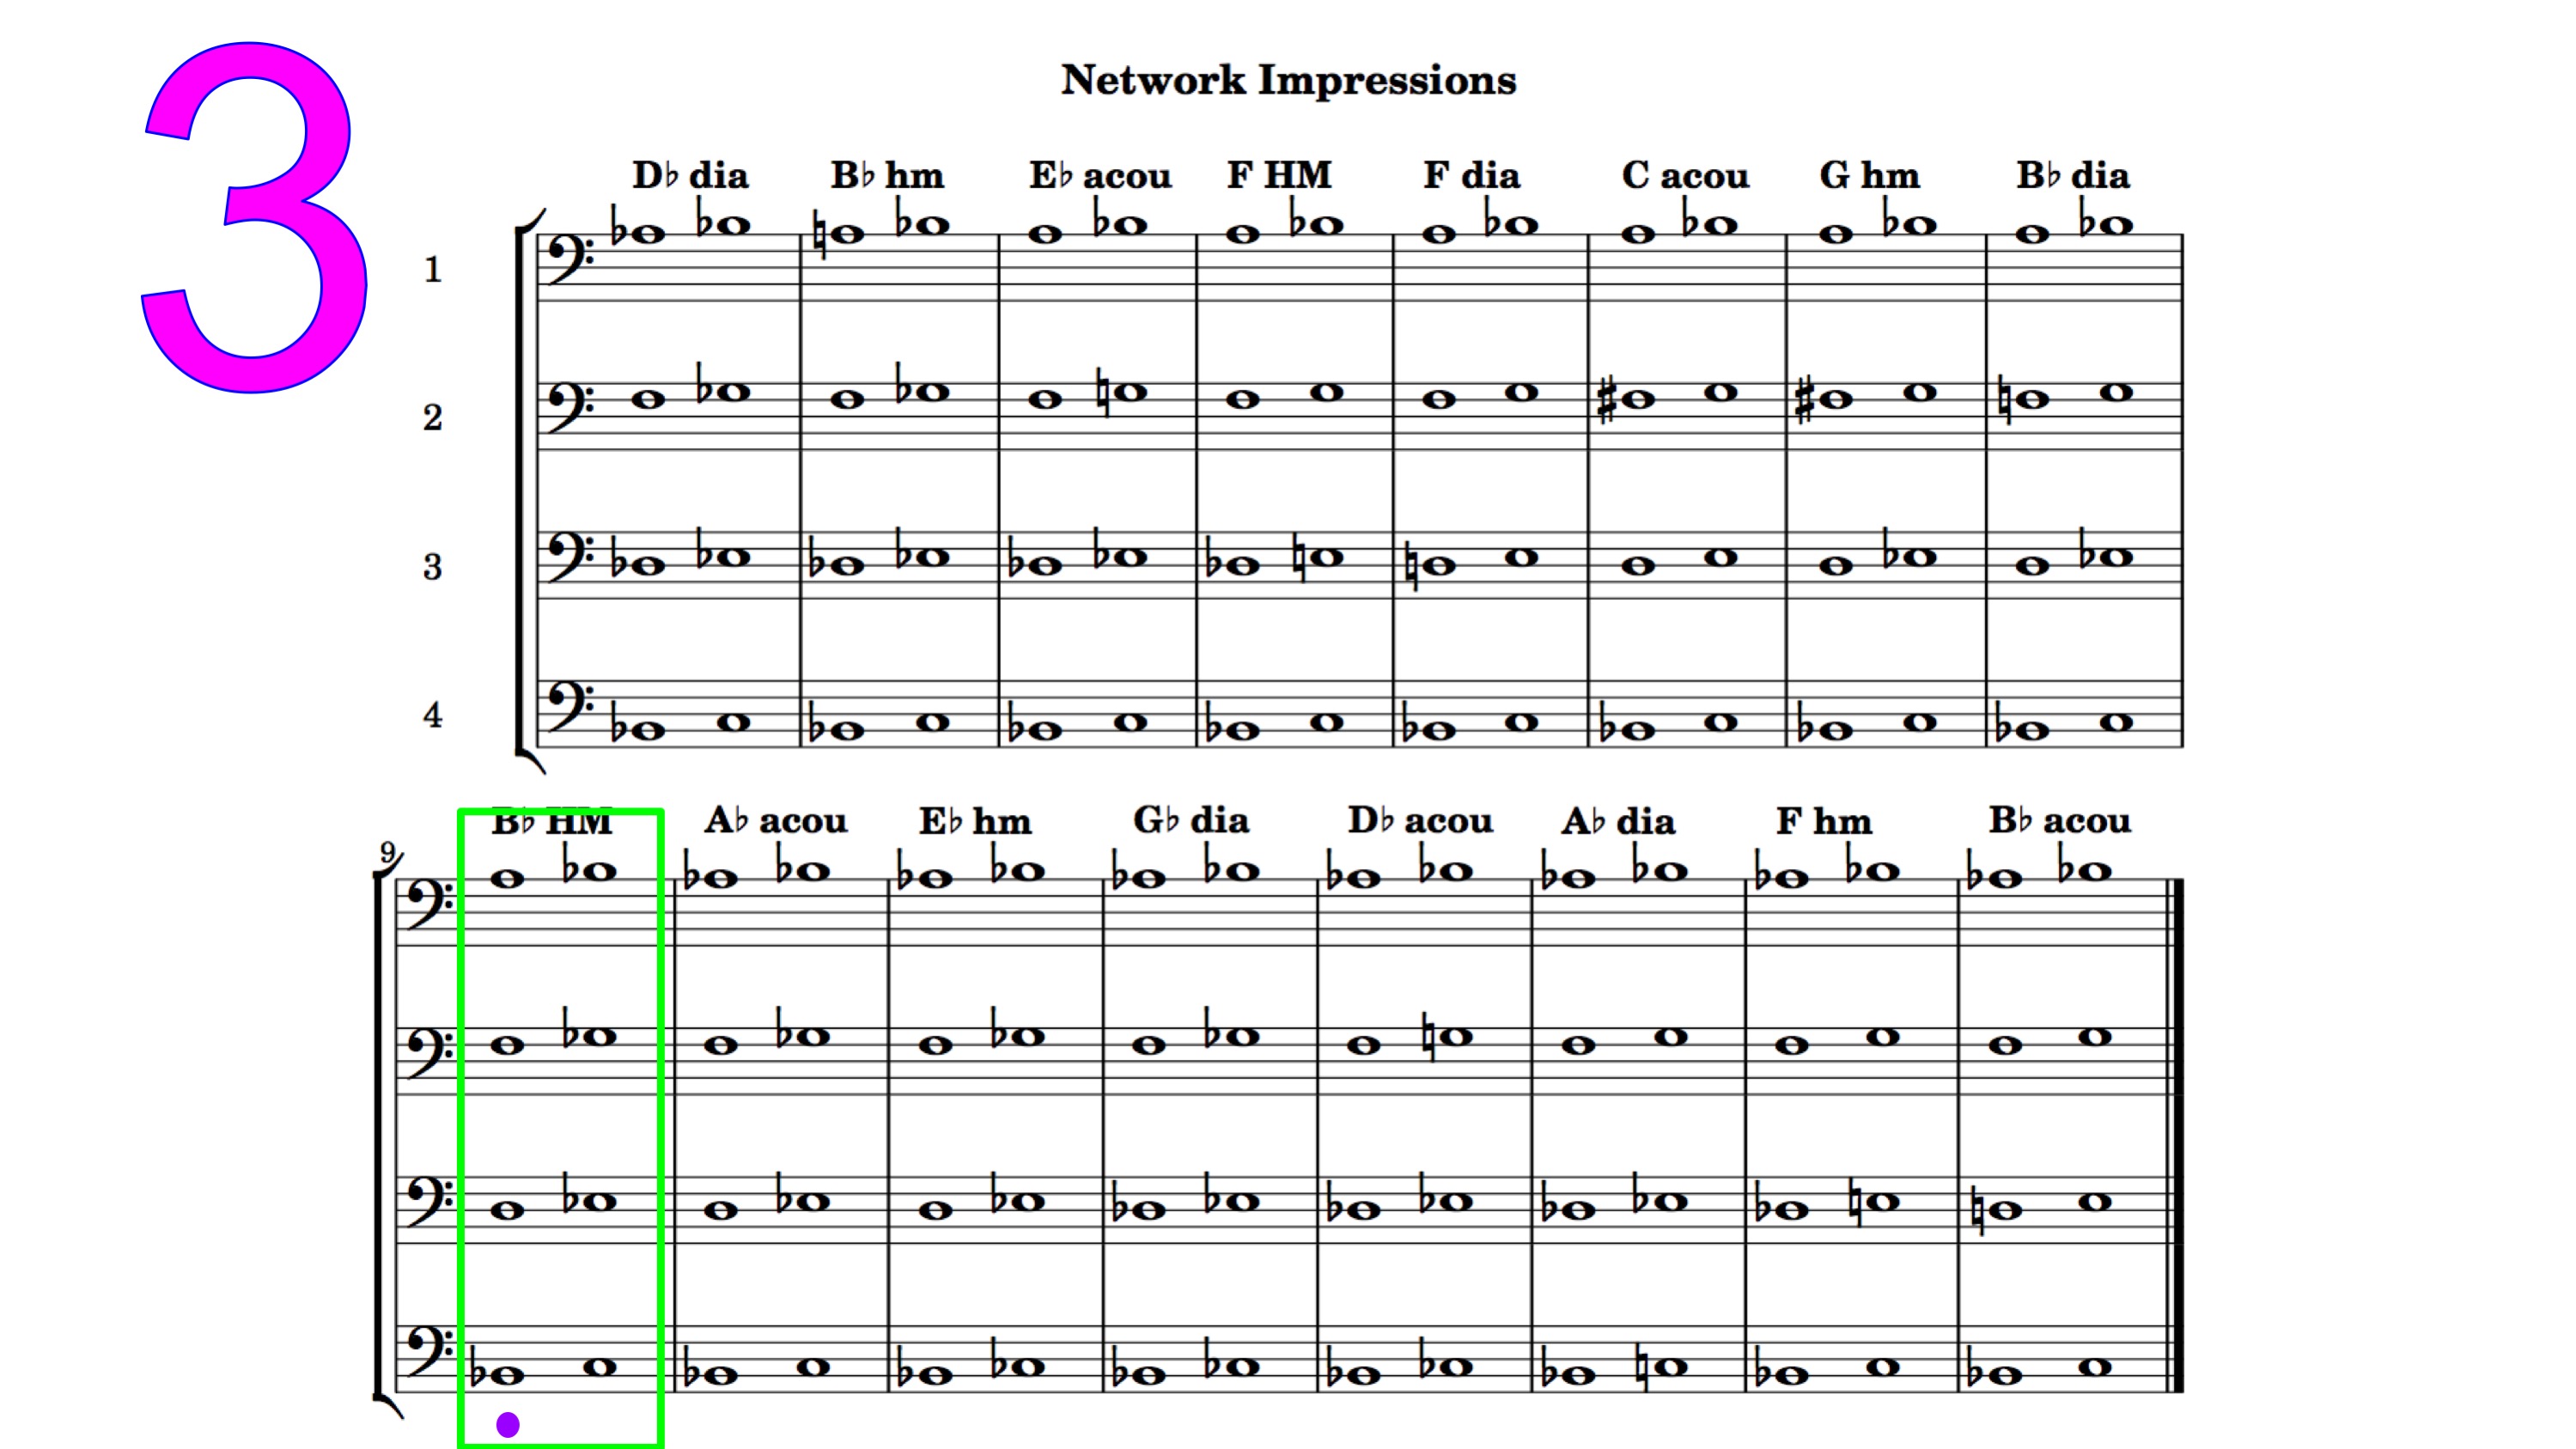 3
Network Impressions
D♭ dia B♭ hm E♭ acou F HM F dia C acou G hm B♭ dia
1
2
3
4
B♭ HM A♭ acou E♭ hm G♭ dia D♭ acou A♭ dia F hm B♭ acou
9